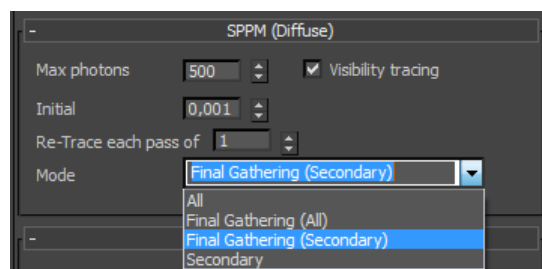 - SPPM (Diffuse)
Max photons 500 Visibility tracing
Initial 0,001
Re-Trace each pass of 1
Mode Final Gathering (Secondary)
All
Final Gathering (All)
Final Gathering (Secondary)
- Secondary